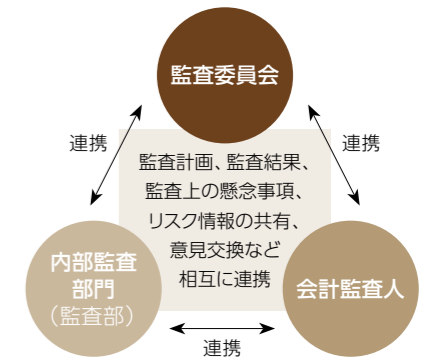 監査委員会
連携
連携
監査計画、監査結果、
監査上の懸念事項、
リスク情報の共有、
意見交換など
相互に連携
内部監査
部門
（監査部）
会計監査人
連携